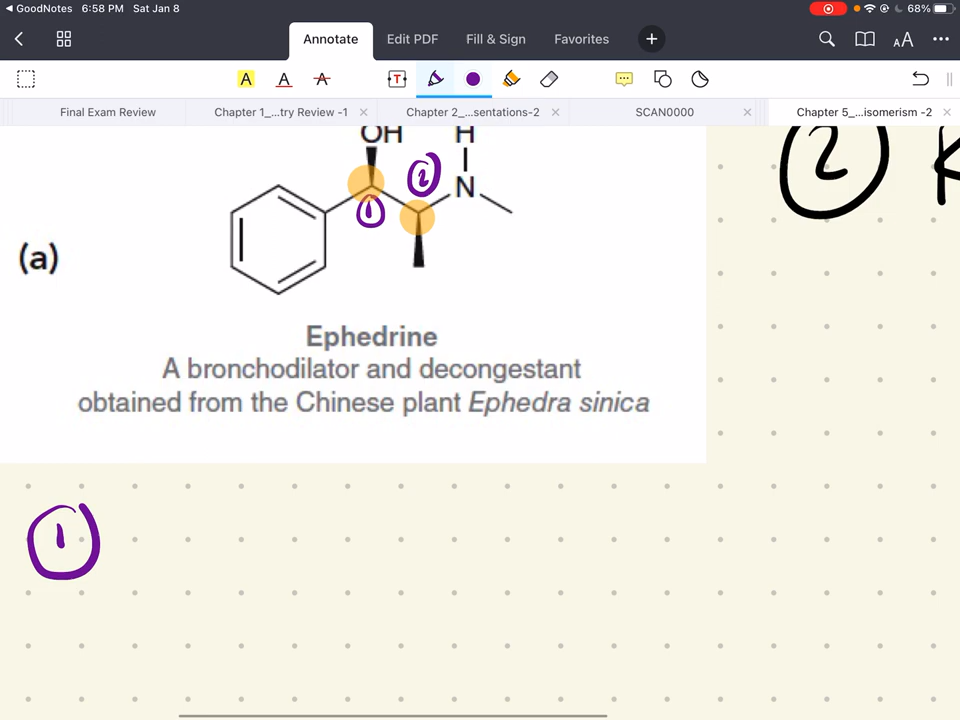 GoodNotes 6:58 PM Sat Jan 8 68%
Annotate Edit PDF Fill & Sign Favorites
AA
A A A T
Final Exam Review Chapter 1_...try Review -1 Chapter 2_...sentations-2 SCAN0000 Chapter 5_...isomerism -2
OH H
N
1 2
2
(a)
Ephedrine
A bronchodilator and decongestant
obtained from the Chinese plant Ephedra sinica
1